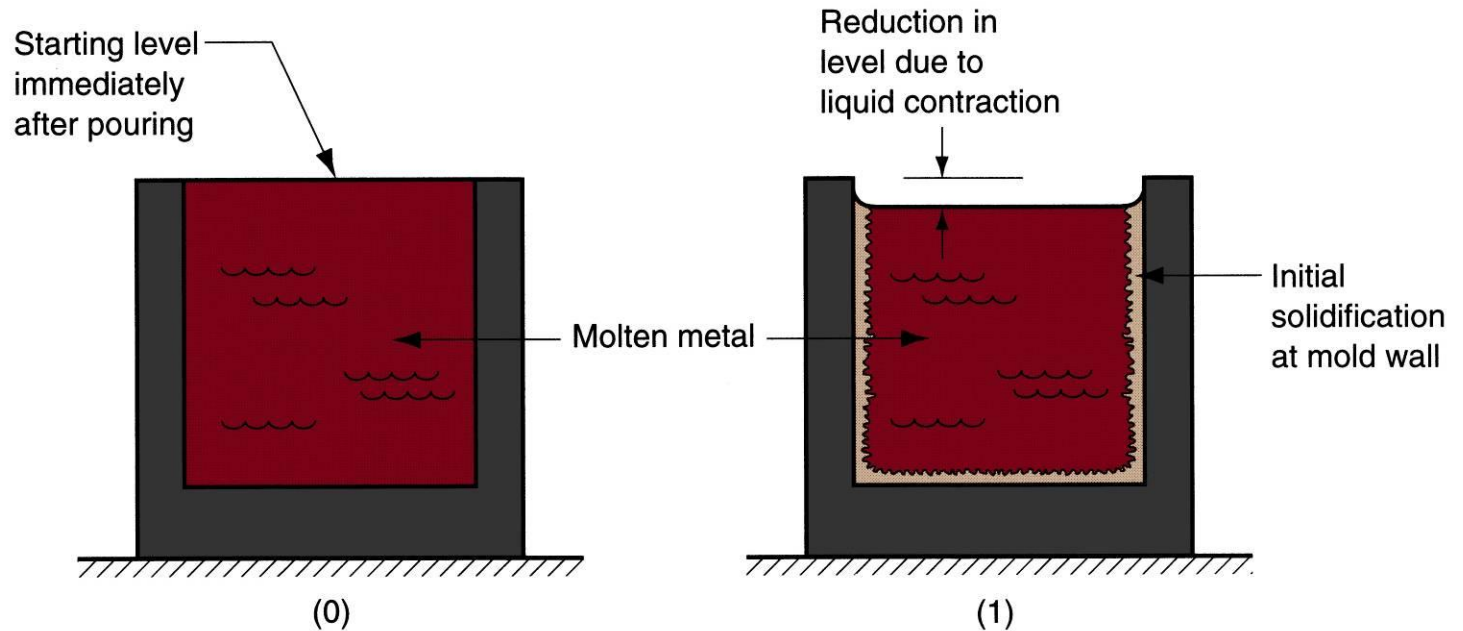 Starting level
immediately
after pouring
Reduction in
level due to
liquid contraction
Molten metal
Initial
solidification
at mold wall
(0)
(1)